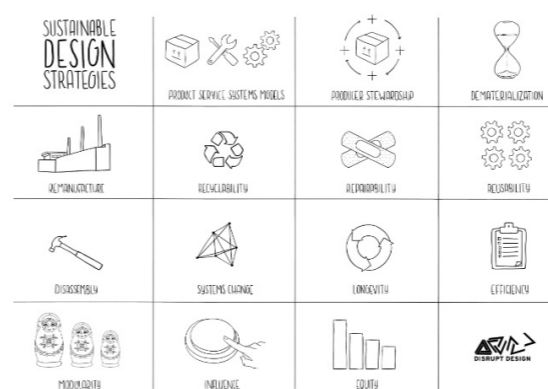 SUSTAINABLE
DESIGN
STRATEGIES
PRODUCT SERVICE SYSTEMS MODELS
PRODUCER STEWARDSHIP
DEMATERIALIZATION
REMANUFACTURE
RECYCLABILITY
REPAIRABILITY
REUSABILITY
DISASSEMBLY
SYSTEMS CHANGE
LONGEVITY
EFFICIENCY
MODULARITY
INFLUENCE
EQUITY
DISRUPT DESIGN